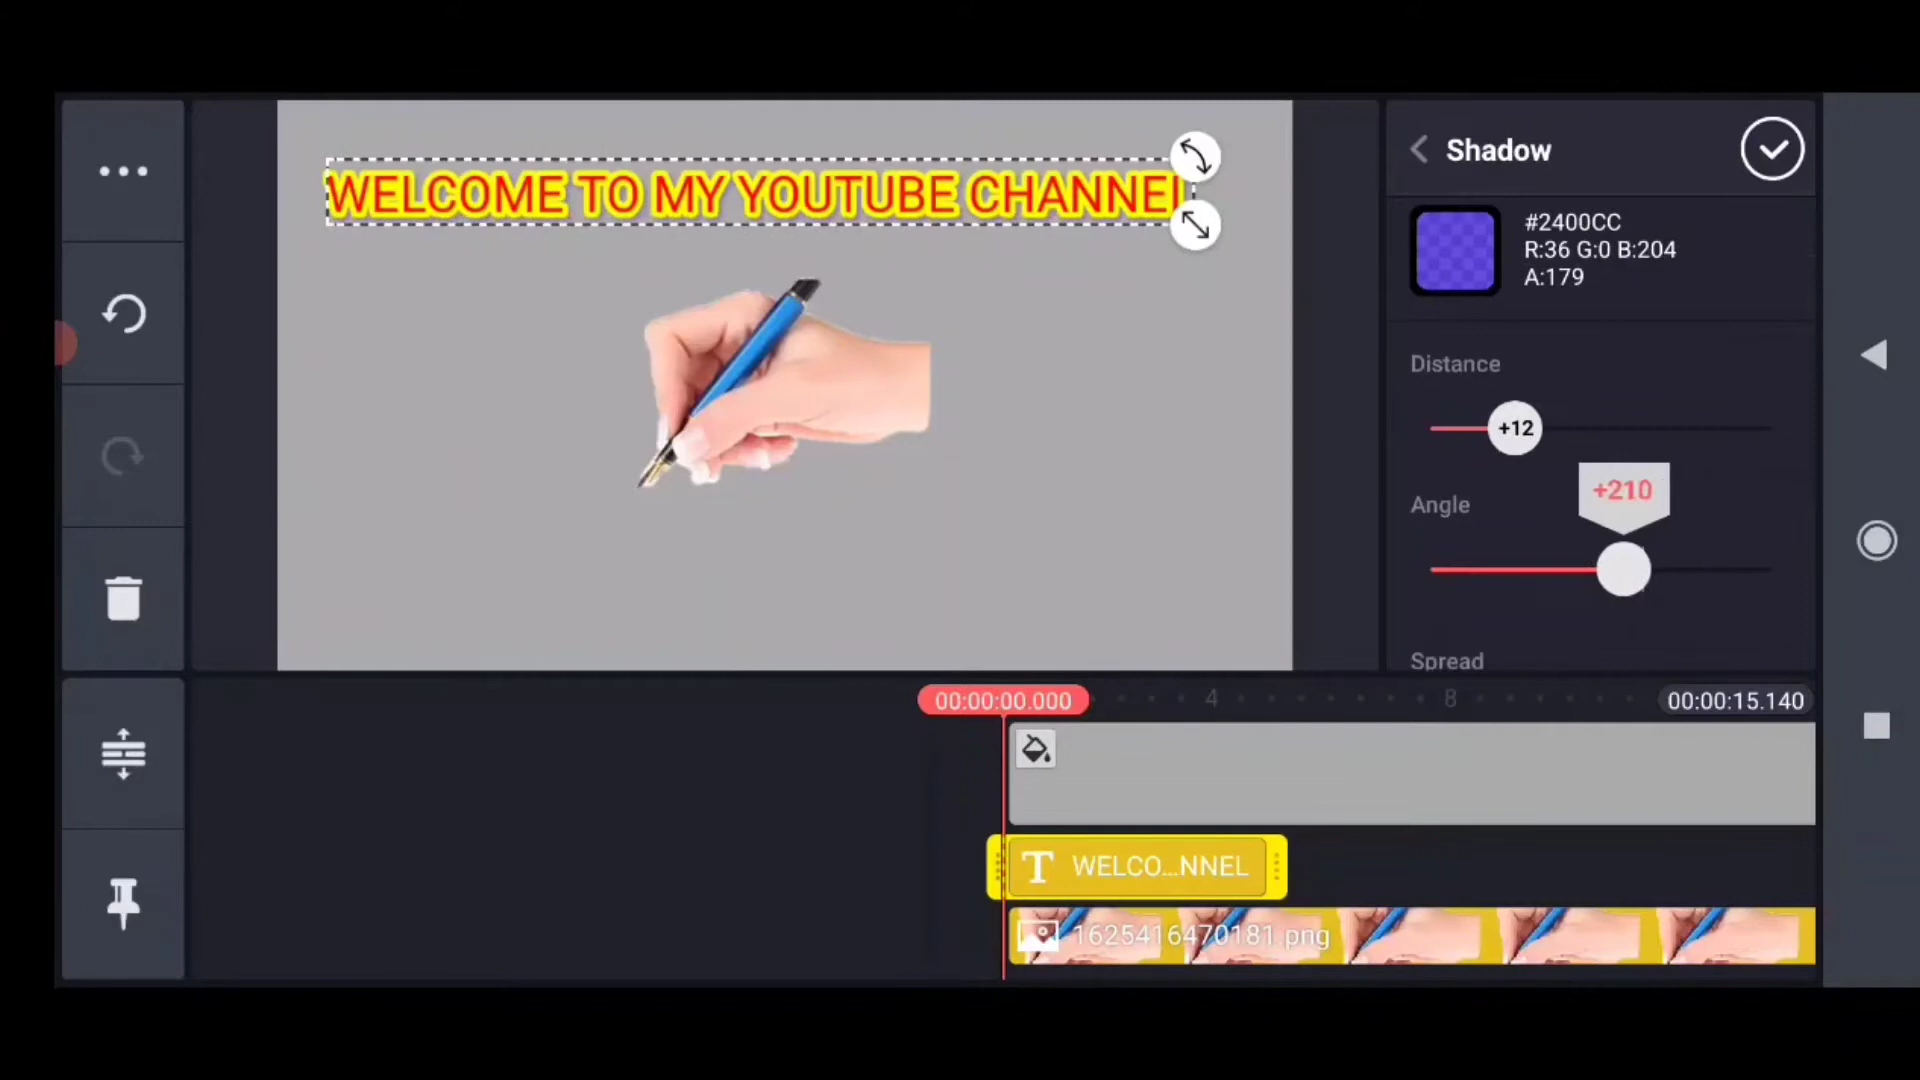 WELCOME TO MY YOUTUBE CHANNEL
Shadow
#2400CC
R:36 G:0 B:204
A:179
Distance
+12
+210
Angle
Spread
00:00:00.000
4
8
00:00:15.140
T WELCO...NNEL
1625416470181.png